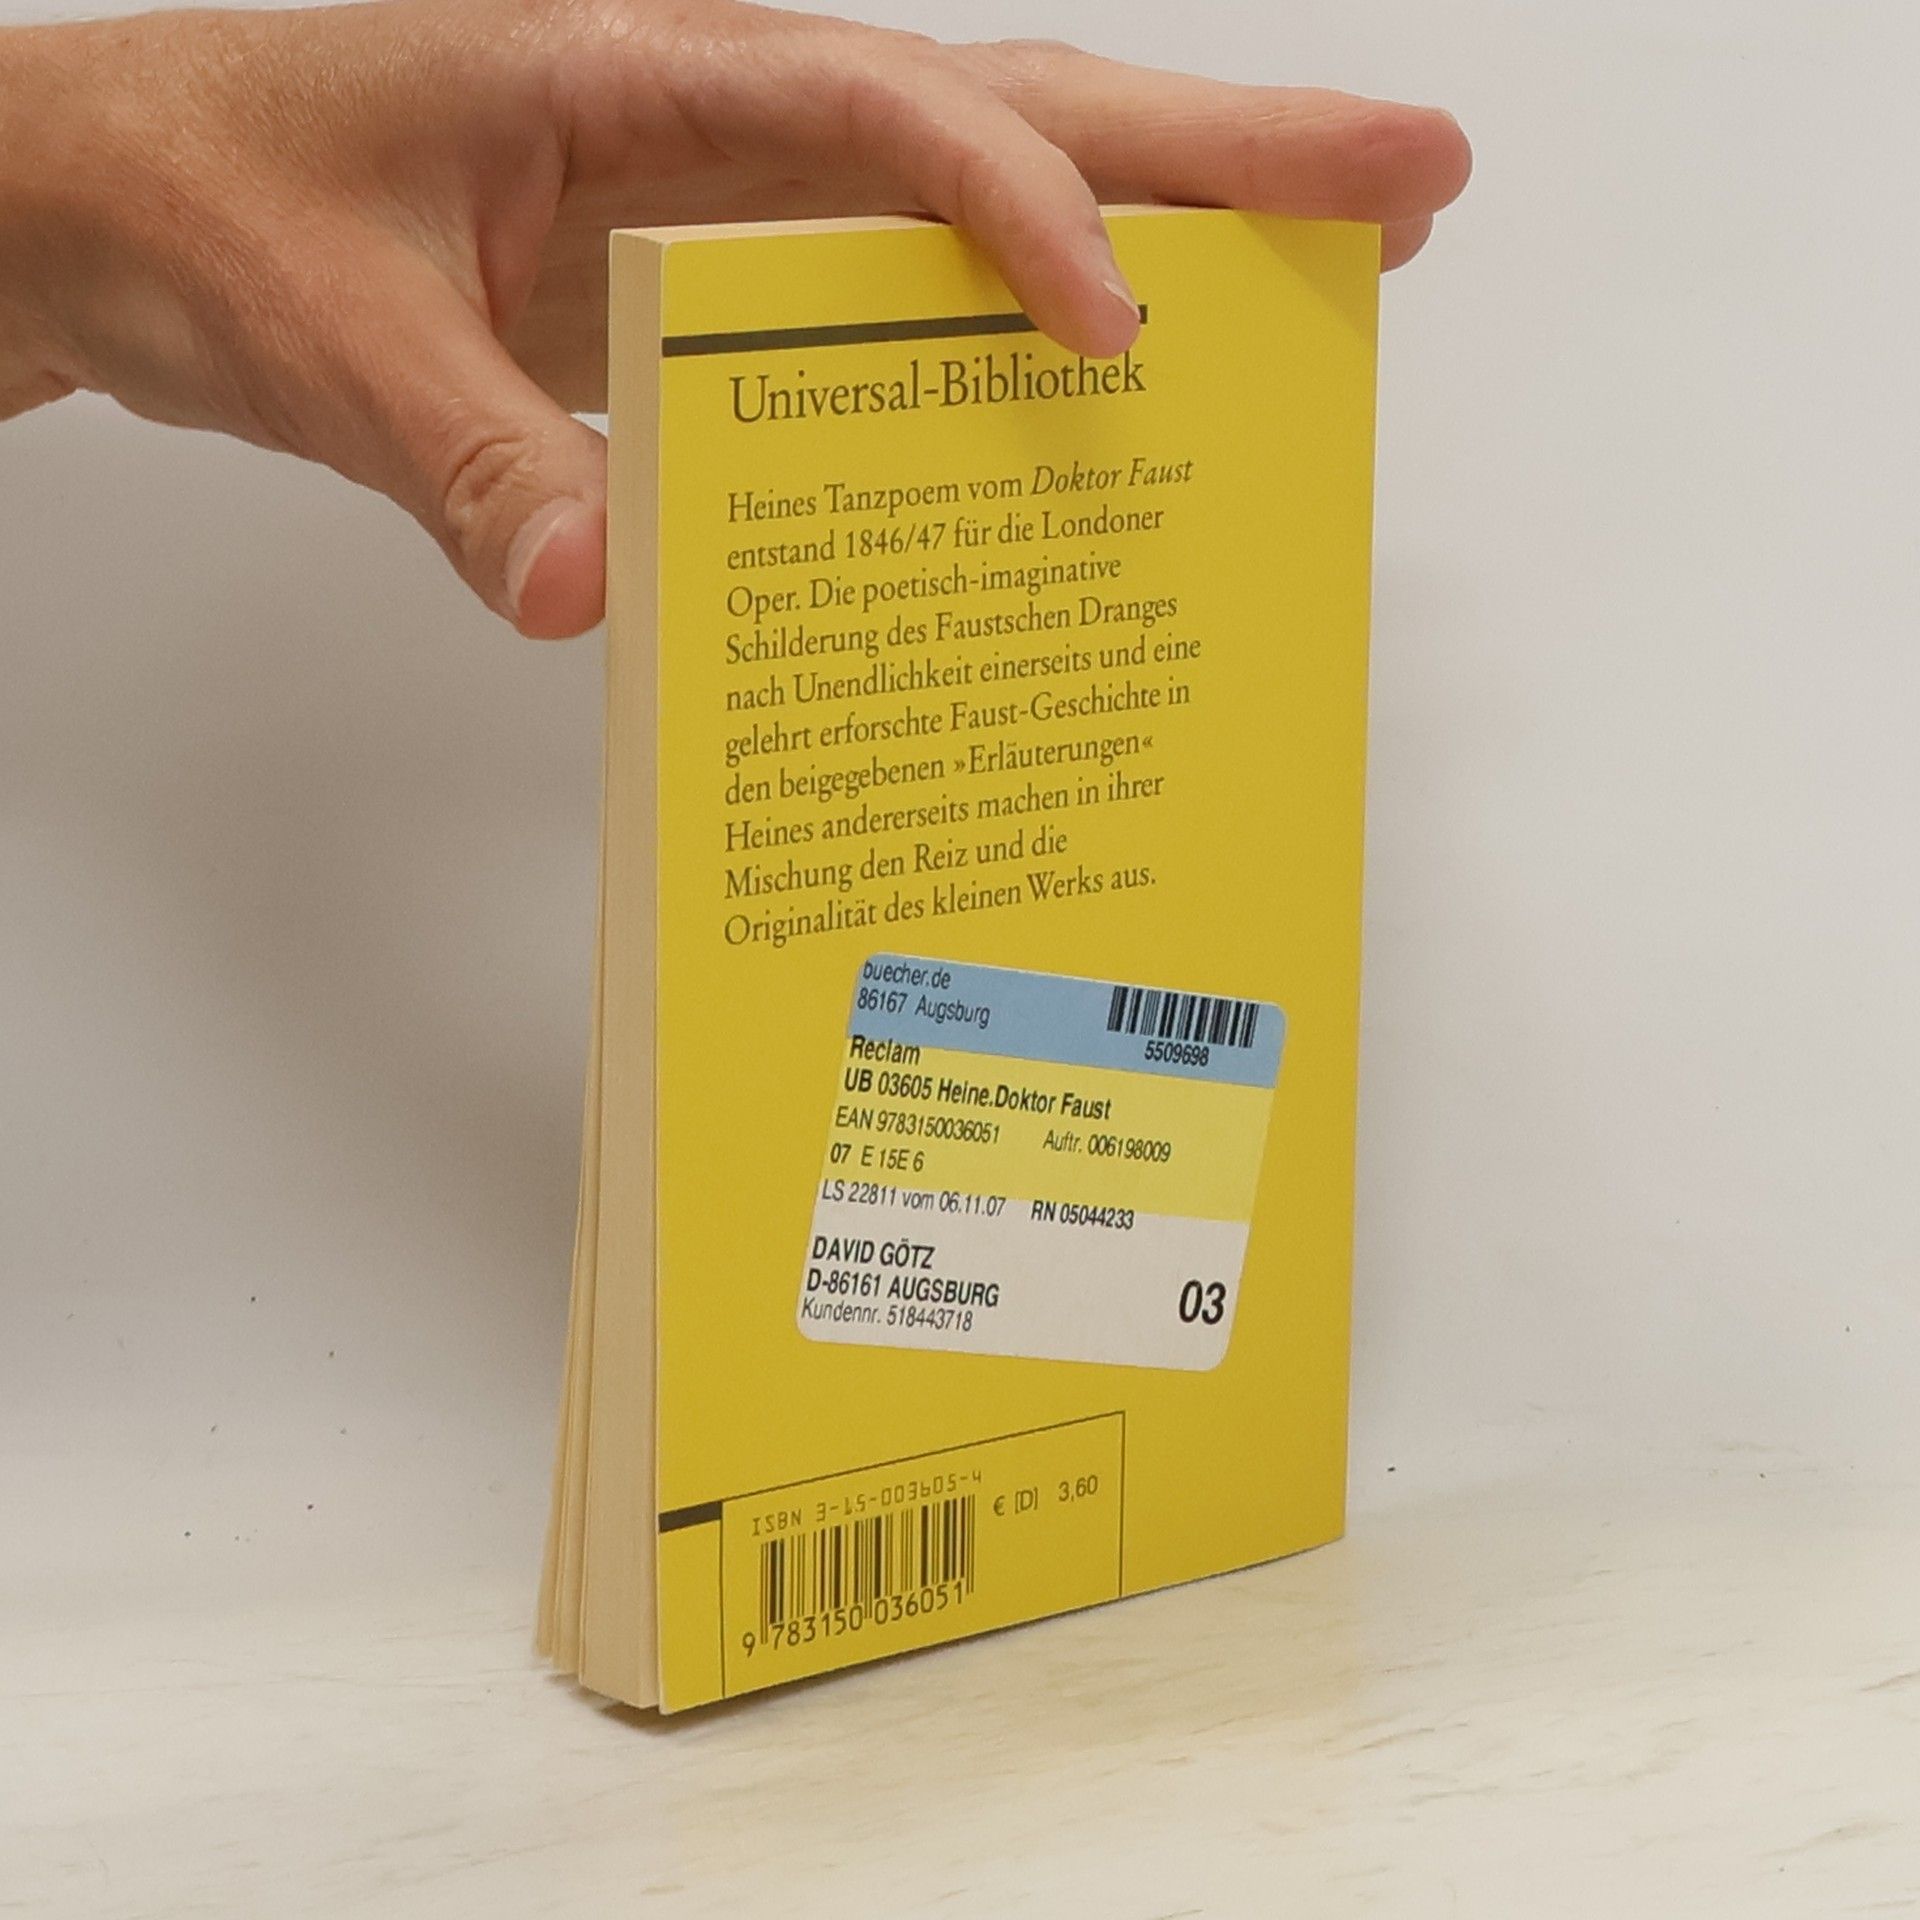 Universal-Bibliothek
Heines Tanzpoem vom Doktor Faust
entstand 1846/47 für die Londoner
Oper. Die poetisch-imaginative
Schilderung des Faustschen Dranges
nach Unendlichkeit einerseits und eine
gelehrt erforschte Faust-Geschichte in
den beigegebenen »Erläuterungen«
Heines andererseits machen in ihrer
Mischung den Reiz und die
Originalität des kleinen Werks aus.
buecher.de
86167 Augsburg
5509698
Reclam
UB 03605 Heine.Doktor Faust
EAN 9783150036051 Auftr. 006198009
07 E 15E 6
LS 22811 vom 06.11.07 RN 05044233
DAVID GÖTZ
D-86161 AUGSBURG
Kundennr. 518443718
03
ISBN 3-15-003605-4
€ [D] 3,60
9 783150 036051